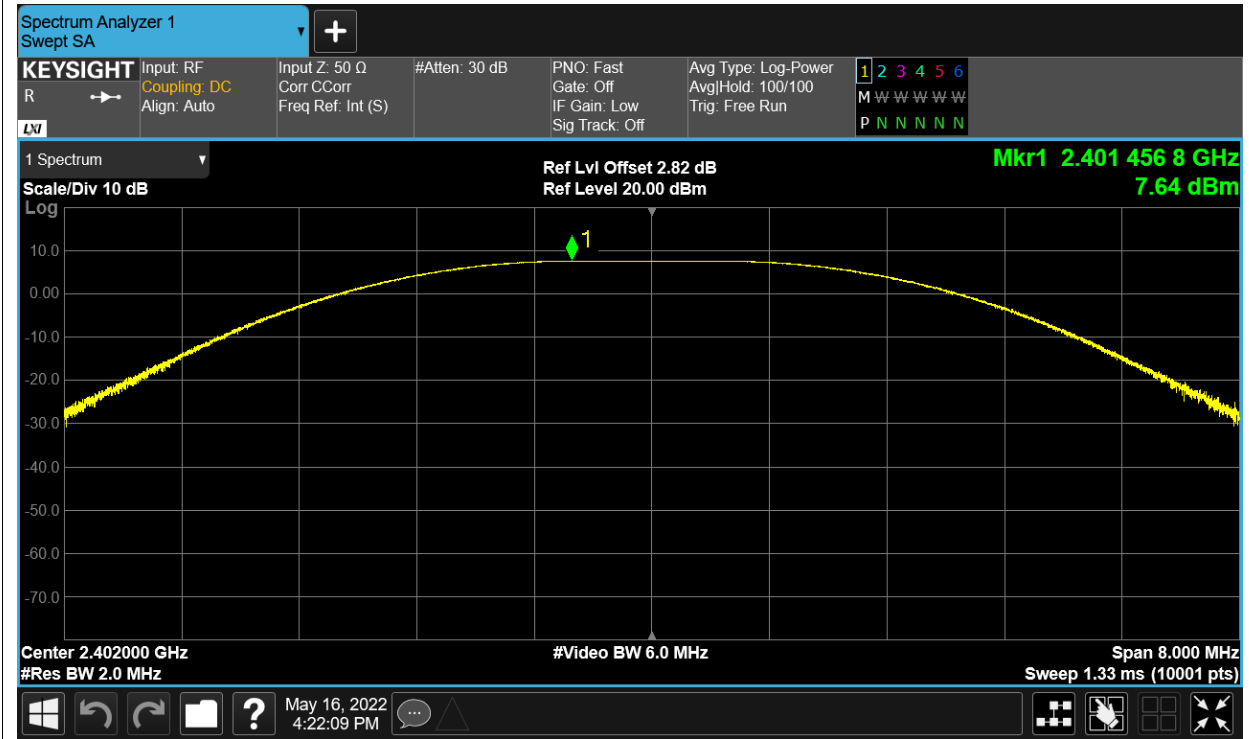 Spectrum Analyzer 1
Swept SA
+
KEYSIGHT Input: RF Input Z: 50 Ω #Atten: 30 dB PNO: Fast Avg Type: Log-Power 1 2 3 4 5 6
R Coupling: DC Corr CCorr Gate: Off Avg|Hold: 100/100 M W W W W W
Align: Auto Freq Ref: Int (S) IF Gain: Low Trig: Free Run
LXI Sig Track: Off P N N N N N N
1 Spectrum Ref Lvl Offset 2.82 dB Mkr1 2.401 456 8 GHz
Scale/Div 10 dB Ref Level 20.00 dBm 7.64 dBm
Log
1
10.0
0.00
-10.0
-20.0
-30.0
-40.0
-50.0
-60.0
-70.0
Center 2.402000 GHz #Video BW 6.0 MHz Span 8.000 MHz
#Res BW 2.0 MHz Sweep 1.33 ms (10001 pts)
? May 16, 2022
4:22:09 PM